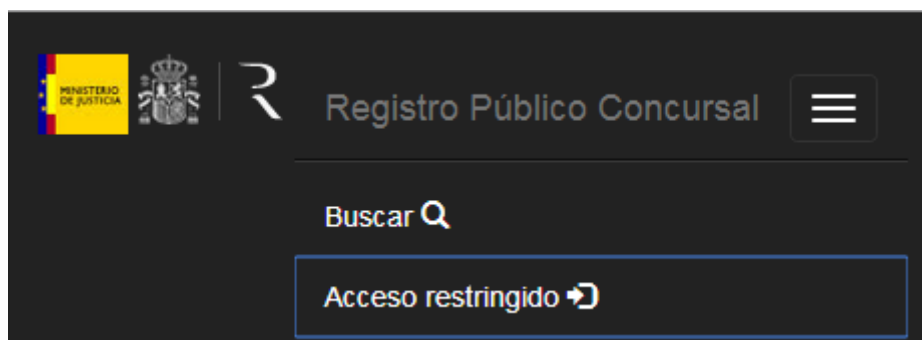 MINISTERIO
DE JUSTICIA
Registro Público Concursal
Buscar
Acceso restringido